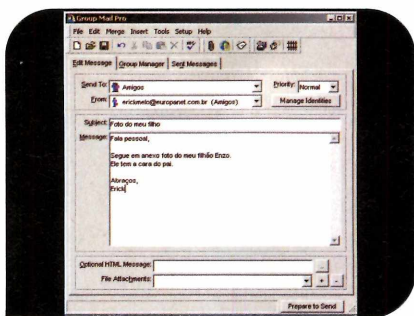 Group Mail Pro
File Edit Merge Insert Tools Setup Help
Edit Message Group Manager Sent Messages
Send To: Amigos Priority: Normal
From: erickmelo@europanet.com.br (Amigos) Manage Identities
Subject: Foto do meu filho
Message: Fala pessoal,
Segue em anexo foto do meu filhão Enzo.
Ele tem a cara do pai.
Abraços,
Erick
Optional HTML Message: ...
File Attachments: + -
Prepare to Send